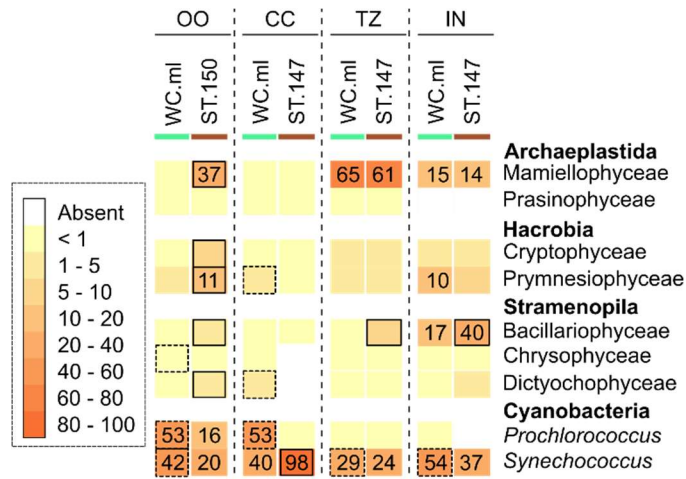 OO CC TZ IN
WC.ml ST.150 WC.ml ST.147 WC.ml ST.147 WC.ml ST.147
Archaeplastida
37 65 61 15 14 Mamiellophyceae
Prasinophyceae
Hacrobia
Cryptophyceae
11 10 Prymnesiophyceae
Stramenopila
17 40 Bacillariophyceae
Chrysophyceae
Dictyochophyceae
Cyanobacteria
53 16 53 Prochlorococcus
42 20 40 98 29 24 54 37 Synechococcus
Absent
< 1
1 - 5
5 - 10
10 - 20
20 - 40
40 - 60
60 - 80
80 - 100